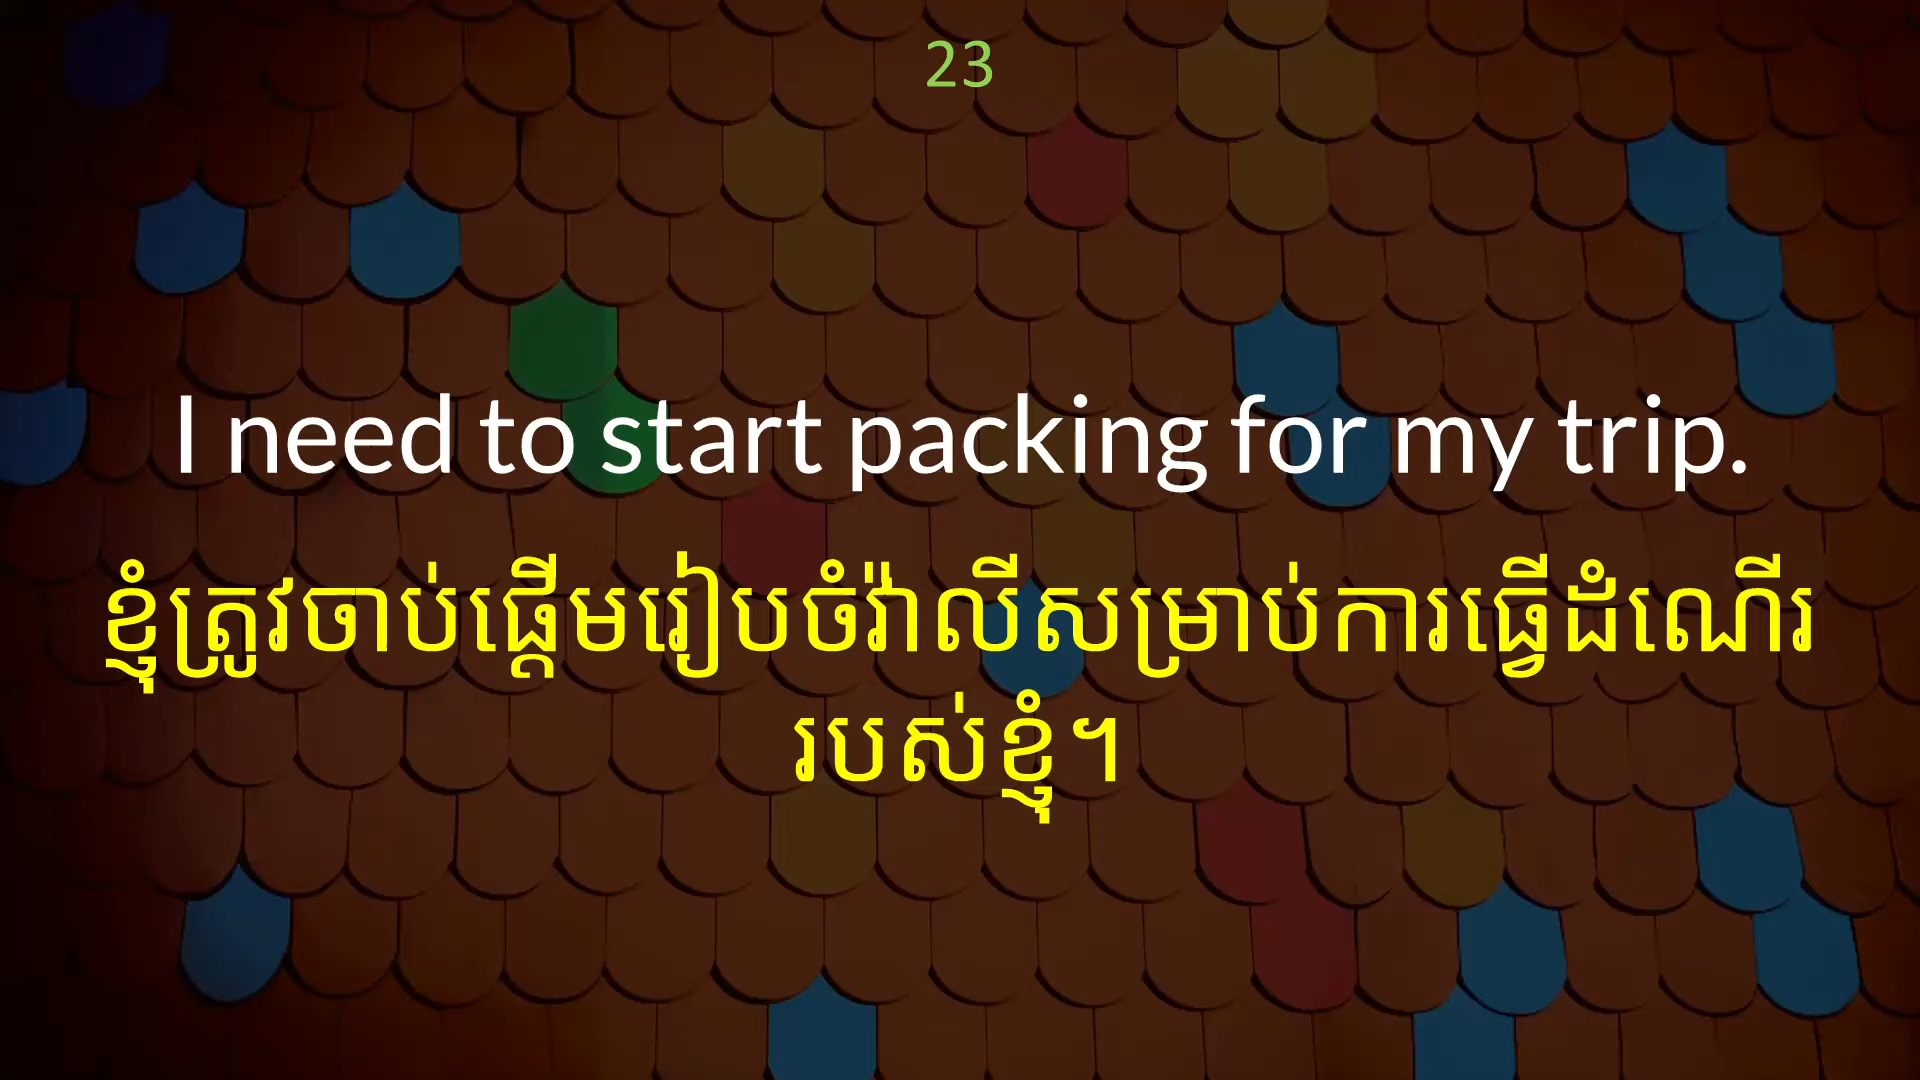 23
I need to start packing for my trip.
ខ្ញុំត្រូវចាប់ផ្តើមរៀបចំវ៉ាលីសម្រាប់ការធ្វើដំណើរ
របស់ខ្ញុំ។